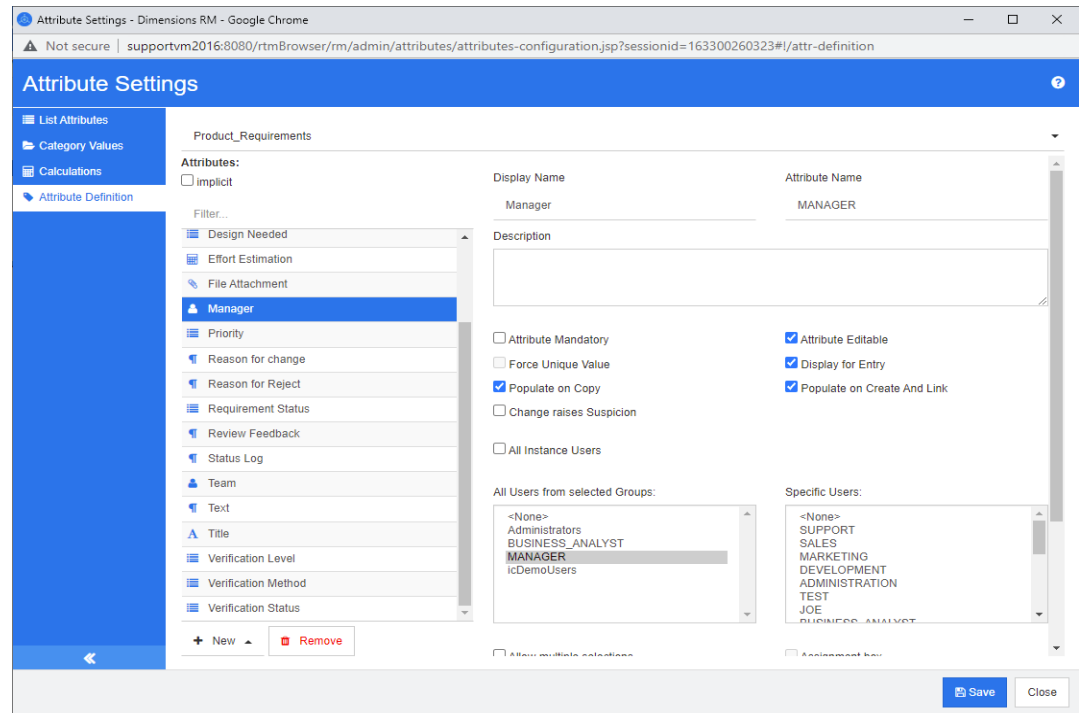 Attribute Settings - Dimensions RM - Google Chrome
Not secure | supportvm2016:8080/rtmBrowser/rm/admin/attributes/attributes-configuration.jsp?sessionid=163300260323#!/attr-definition
Attribute Settings
List Attributes
Category Values
Calculations
Attribute Definition
Product_Requirements
Attributes:
implicit
Filter...
Design Needed
Effort Estimation
File Attachment
Manager
Priority
Reason for change
Reason for Reject
Requirement Status
Review Feedback
Status Log
Team
Text
Title
Verification Level
Verification Method
Verification Status
New
Remove
Display Name
Attribute Name
Manager
MANAGER
Description
Attribute Mandatory
Attribute Editable
Force Unique Value
Display for Entry
Populate on Copy
Populate on Create And Link
Change raises Suspicion
All Instance Users
All Users from selected Groups:
<None>
Administrators
BUSINESS_ANALYST
MANAGER
icDemoUsers
Specific Users:
<None>
SUPPORT
SALES
MARKETING
DEVELOPMENT
ADMINISTRATION
TEST
JOE
BUSINESS_ANALYST
Allow multiple selections
Assignment box
Save
Close